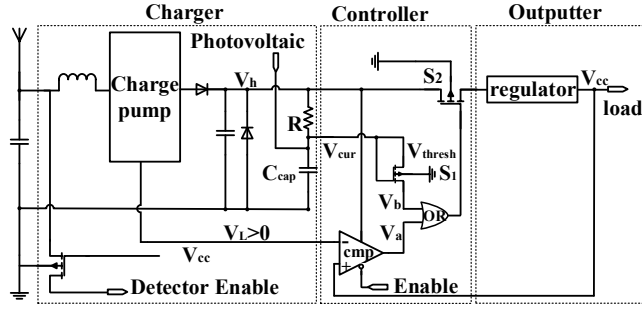 Charger
Controller
Outputter
Photovoltaic
Charge
pump
Vh
S2
regulator
Vcc
load
R
Vcur
Vthresh
Ccap
S1
Vb
OR
Va
VL>0
-
cmp
+
Vcc
Enable
Detector Enable